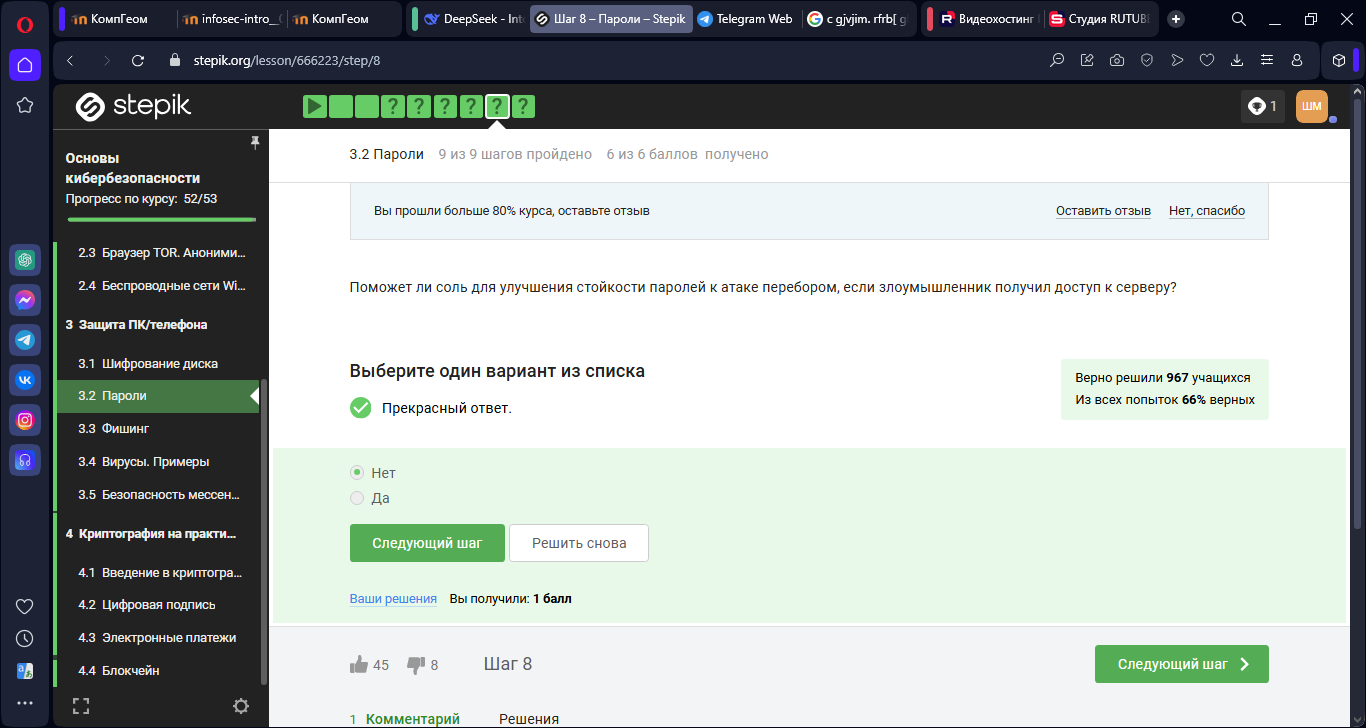 КомпГеом
infosec-intro__
КомпГеом
DeepSeek - Int
Шаг 8 – Пароли – Stepik
Telegram Web
с gjvjim. rfrb[ g
Видеохостинг
Студия RUTUBE
stepik.org/lesson/666223/step/8
stepik
1
ШМ
Основы
кибербезопасности
Прогресс по курсу: 52/53
2.3 Браузер TOR. Аноними...
2.4 Беспроводные сети Wi...
3 Защита ПК/телефона
3.1 Шифрование диска
3.2 Пароли
3.3 Фишинг
3.4 Вирусы. Примеры
3.5 Безопасность мессен...
4 Криптография на практи...
4.1 Введение в криптогра...
4.2 Цифровая подпись
4.3 Электронные платежи
4.4 Блокчейн
3.2 Пароли 9 из 9 шагов пройдено 6 из 6 баллов получено
Вы прошли больше 80% курса, оставьте отзыв
Оставить отзыв
Нет, спасибо
Поможет ли соль для улучшения стойкости паролей к атаке перебором, если злоумышленник получил доступ к серверу?
Выберите один вариант из списка
Прекрасный ответ.
Верно решили 967 учащихся
Из всех попыток 66% верных
Нет
Да
Следующий шаг
Решить снова
Ваши решения
Вы получили: 1 балл
45
8
Шаг 8
Следующий шаг
1 Комментарий
Решения